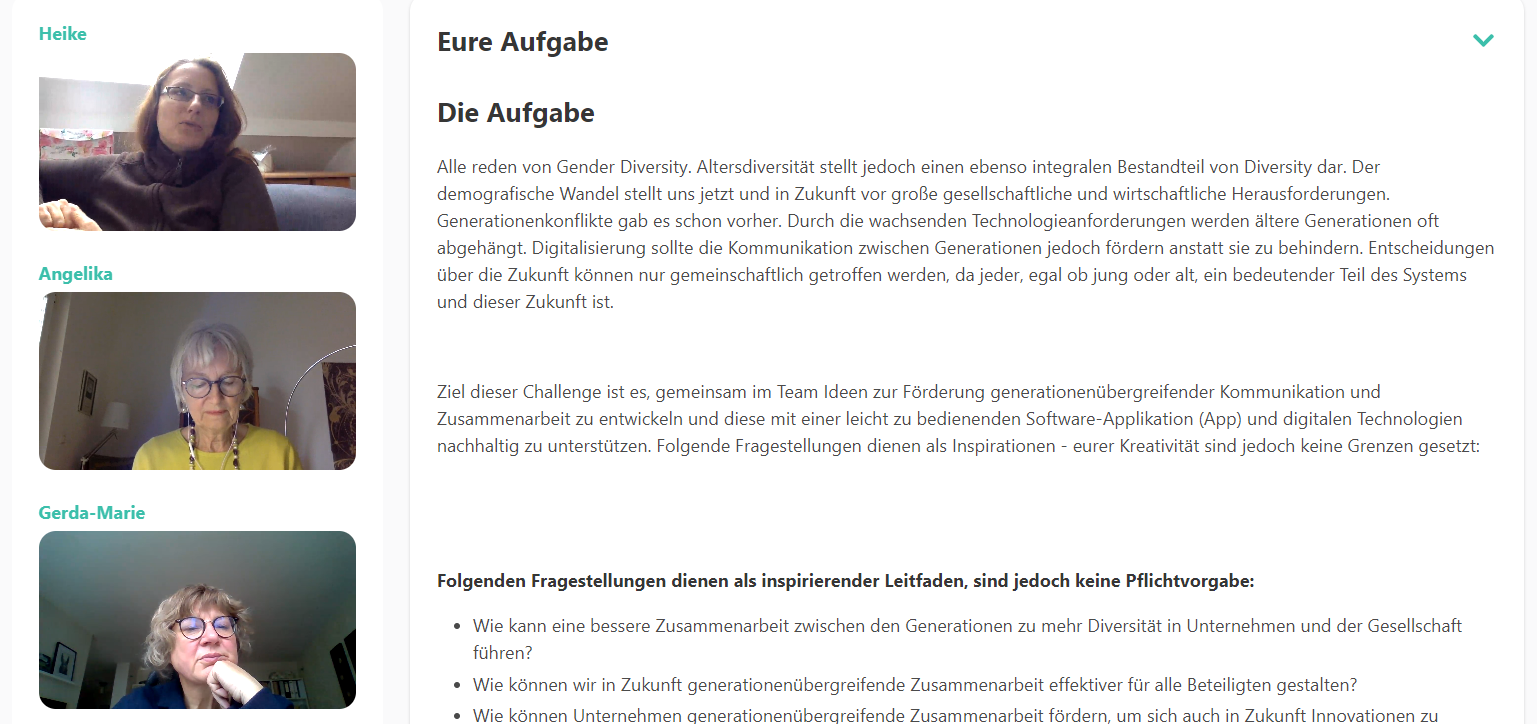 Heike
Angelika
Gerda-Marie
Eure Aufgabe
Die Aufgabe
Alle reden von Gender Diversity. Altersdiversität stellt jedoch einen ebenso integralen Bestandteil von Diversity dar. Der
demografische Wandel stellt uns jetzt und in Zukunft vor große gesellschaftliche und wirtschaftliche Herausforderungen.
Generationenkonflikte gab es schon vorher. Durch die wachsenden Technologieanforderungen werden ältere Generationen oft
abgehängt. Digitalisierung sollte die Kommunikation zwischen Generationen jedoch fördern anstatt sie zu behindern. Entscheidungen
über die Zukunft können nur gemeinschaftlich getroffen werden, da jeder, egal ob jung oder alt, ein bedeutender Teil des Systems
und dieser Zukunft ist.
Ziel dieser Challenge ist es, gemeinsam im Team Ideen zur Förderung generationenübergreifender Kommunikation und
Zusammenarbeit zu entwickeln und diese mit einer leicht zu bedienenden Software-Applikation (App) und digitalen Technologien
nachhaltig zu unterstützen. Folgende Fragestellungen dienen als Inspirationen - eurer Kreativität sind jedoch keine Grenzen gesetzt:
Folgenden Fragestellungen dienen als inspirierender Leitfaden, sind jedoch keine Pflichtvorgabe:
• Wie kann eine bessere Zusammenarbeit zwischen den Generationen zu mehr Diversität in Unternehmen und der Gesellschaft
führen?
• Wie können wir in Zukunft generationenübergreifende Zusammenarbeit effektiver für alle Beteiligten gestalten?
• Wie können Unternehmen generationenübergreifende Zusammenarbeit fördern, um sich auch in Zukunft Innovationen zu